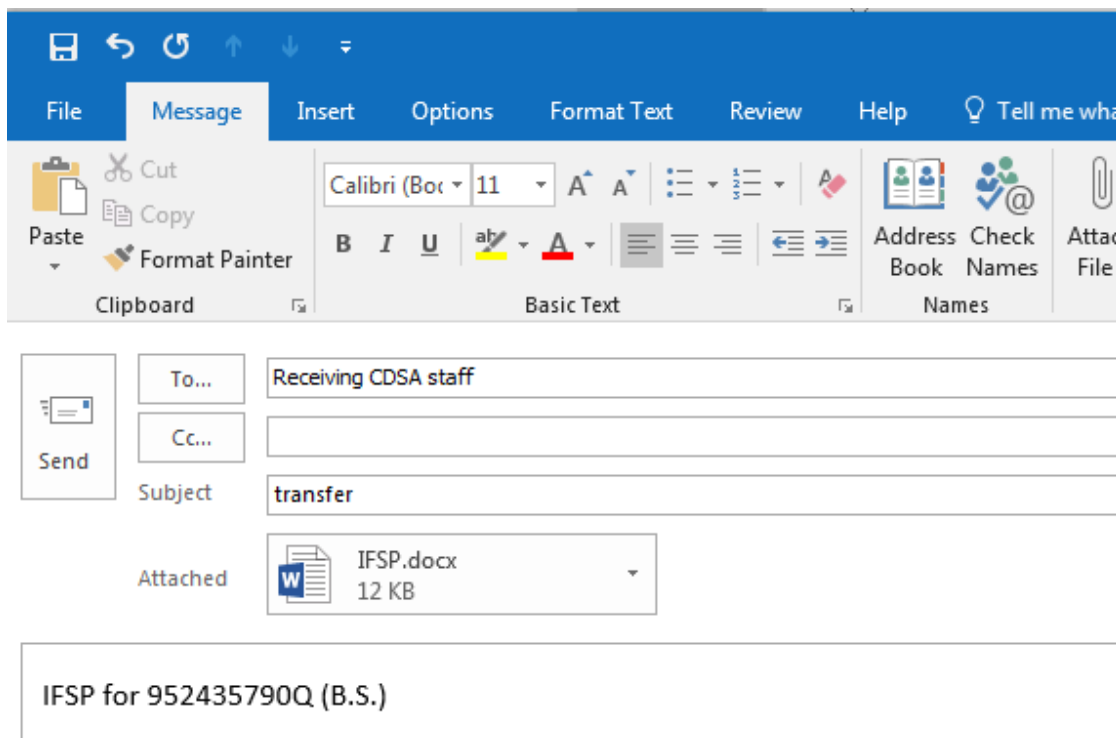 File Message Insert Options Format Text Review Help Tell me wha
Cut
Calibri (Boc 11 A A
Copy
Paste
Format Painter
B I U ab A
Address Book
Check Names
Attac
File
Clipboard Basic Text Names
To... Receiving CDSA staff
Cc...
Send
Subject transfer
Attached IFSP.docx
12 KB
IFSP for 952435790Q (B.S.)